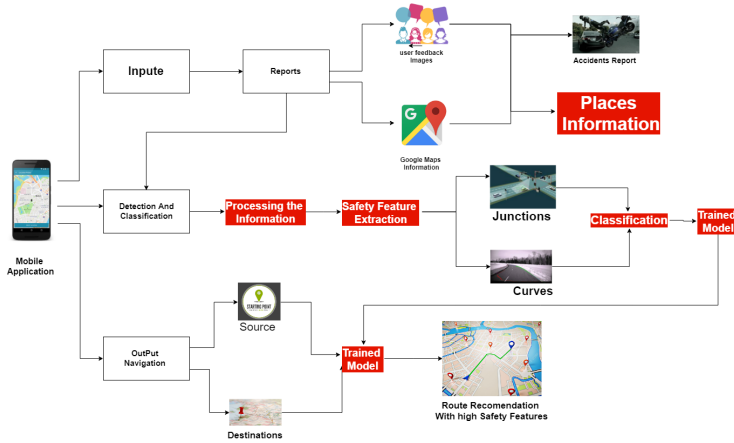 Inpute
Reports
user feedback
Images
Accidents Report
Places
Information
G
Google Maps
Information
Mobile
Application
Detection And
Classification
Processing the
Information
Safety Feature
Extraction
Junctions
Curves
Classification
Trained
Model
OutPut
Navigation
STARTING POINT
Source
Destinations
Trained
Model
Route Recomendation
With high Safety Features